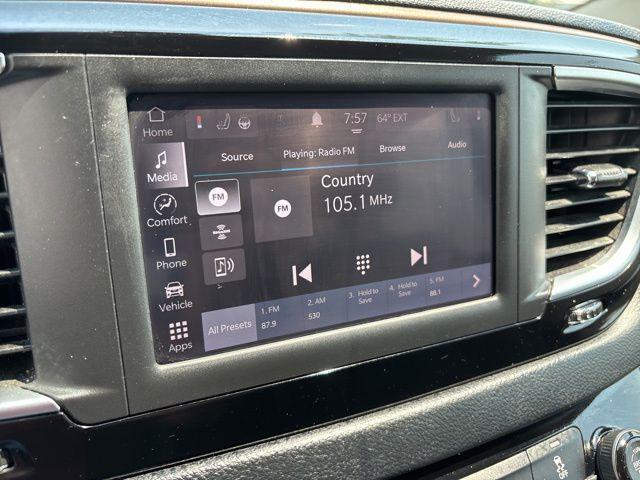 7:57 64° EXT
Home
Source Playing: Radio FM Browse Audio
Media
FM
FM
Country
105.1 MHz
Comfort
Phone
Vehicle
Apps
All Presets
1. FM
87.9
2. AM
530
3. Hold to
Save
4. Hold to
Save
5. FM
88.1
OFF